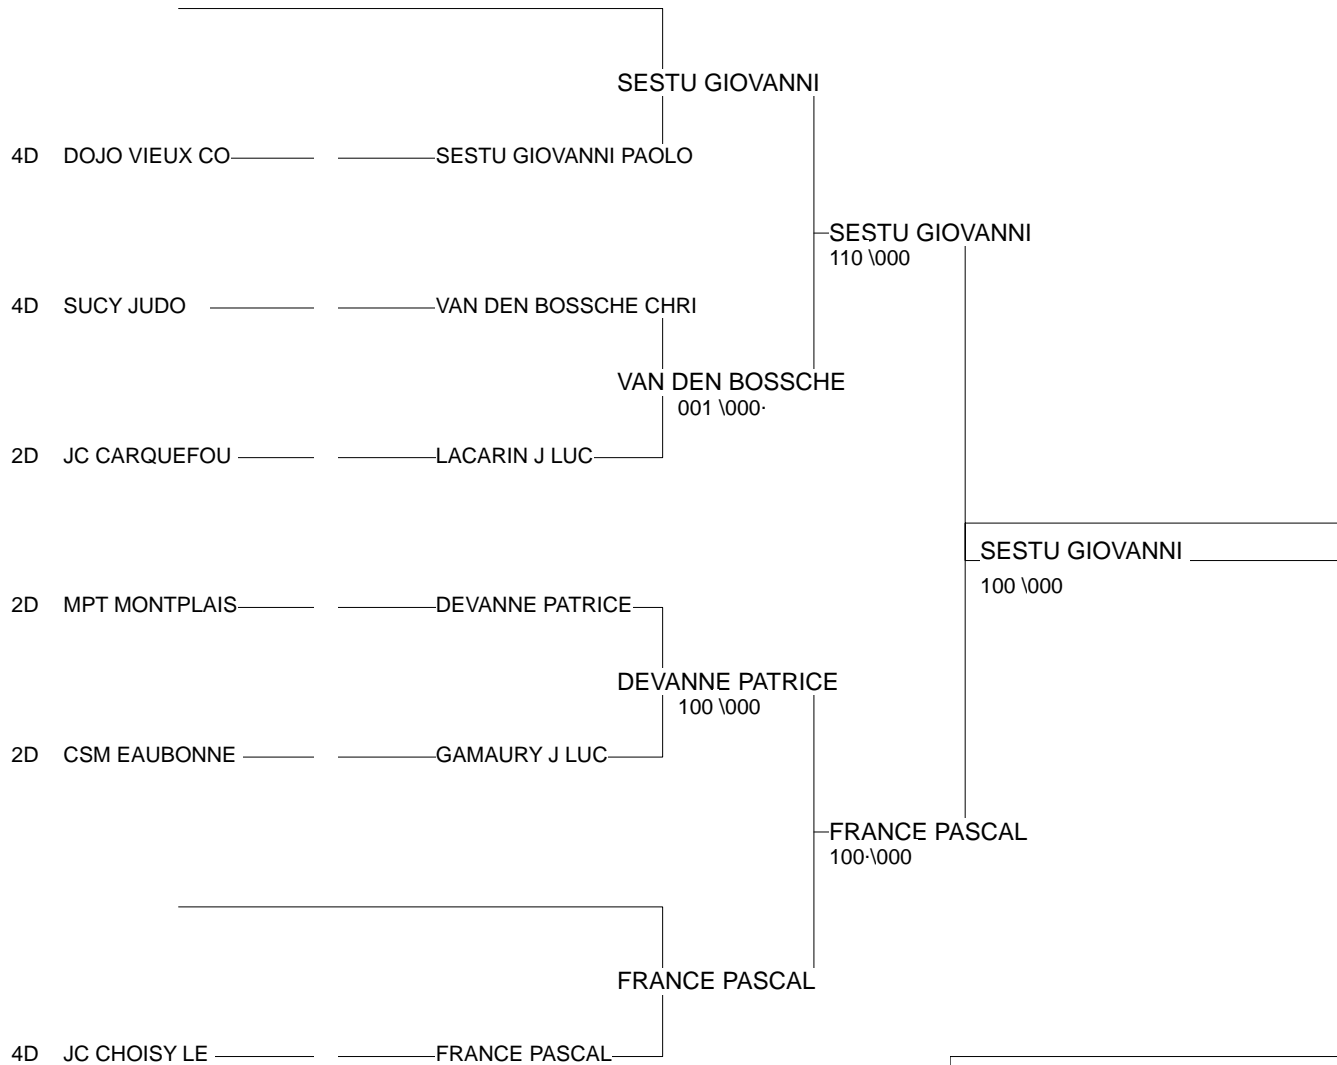 SESTU GIOVANNI
4D DOJO VIEUX CO SESTU GIOVANNI PAOLO
SESTU GIOVANNI
110 \000
4D SUCY JUDO VAN DEN BOSSCHE CHRI
VAN DEN BOSSCHE
001 \000
2D JC CARQUEFOU LACARIN J LUC
SESTU GIOVANNI
100 \000
2D MPT MONTPLAIS DEVANNE PATRICE
DEVANNE PATRICE
100 \000
2D CSM EAUBONNE GAMAURY J LUC
FRANCE PASCAL
100 \000
FRANCE PASCAL
4D JC CHOISY LE FRANCE PASCAL